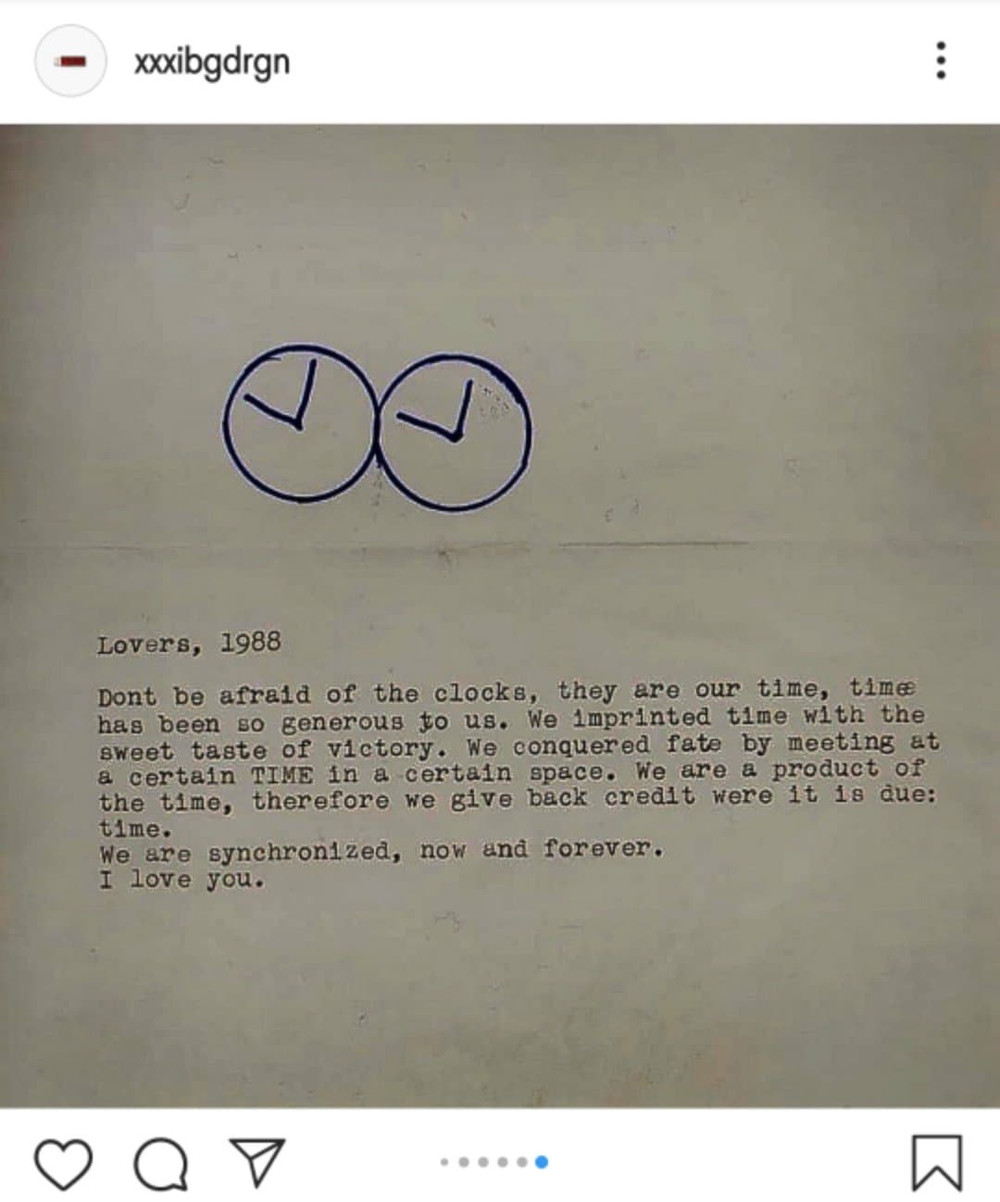 xxxibgdrgn
Lovers, 1988
Dont be afraid of the clocks, they are our time, time
has been so generous to us. We imprinted time with the
sweet taste of victory. We conquered fate by meeting at
a certain TIME in a certain space. We are a product of
the time, therefore we give back credit were it is due:
time.
We are synchronized, now and forever.
I love you.